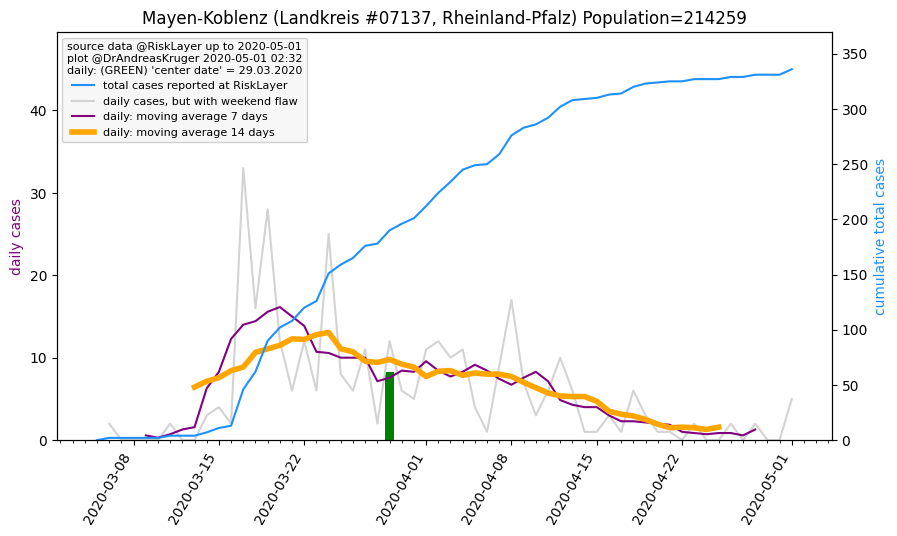 Mayen-Koblenz (Landkreis #07137, Rheinland-Pfalz) Population=214259
source data @RiskLayer up to 2020-05-01
plot @DrAndreasKruger 2020-05-01 02:32
daily: (GREEN) 'center date' = 29.03.2020
total cases reported at RiskLayer
daily cases, but with weekend flaw
daily: moving average 7 days
daily: moving average 14 days
daily cases
40
30
20
10
0
cumulative total cases
350
300
250
200
150
100
50
0
2020-03-08
2020-03-15
2020-03-22
2020-04-01
2020-04-08
2020-04-15
2020-04-22
2020-05-01